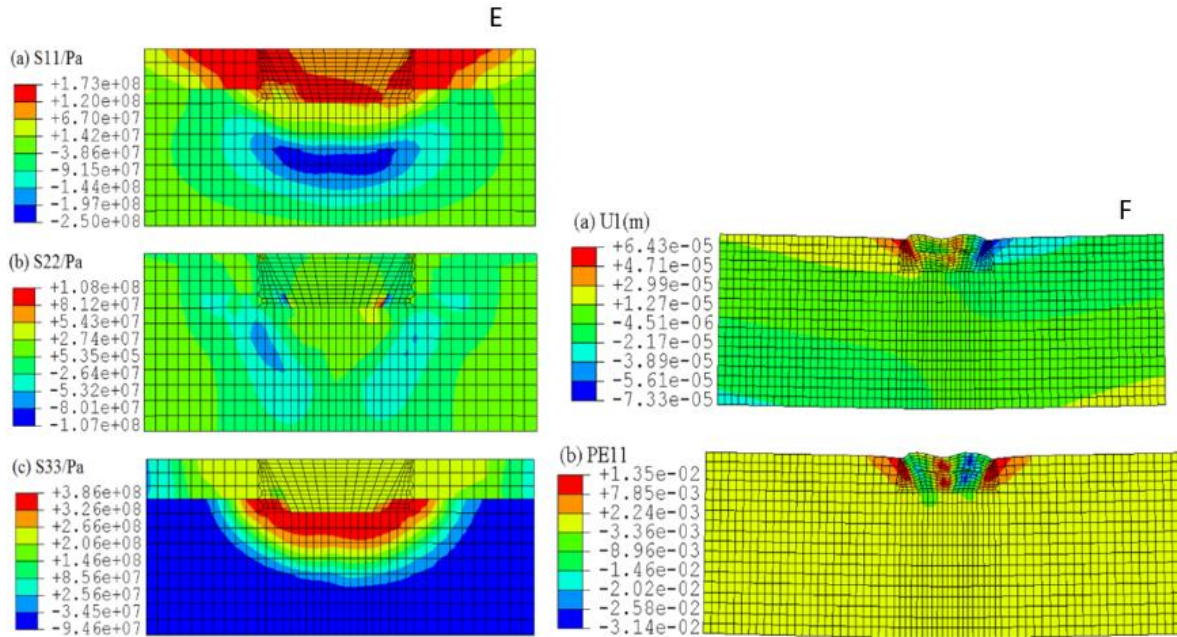 E
(a) S11/Pa
+1.73e+08
+1.20e+08
+6.70e+07
+1.42e+07
-3.86e+07
-9.15e+07
-1.44e+08
-1.97e+08
-2.50e+08
(b) S22/Pa
+1.08e+08
+8.12e+07
+5.43e+07
+2.74e+07
+5.35e+05
-2.64e+07
-5.32e+07
-8.01e+07
-1.07e+08
(c) S33/Pa
+3.86e+08
+3.26e+08
+2.66e+08
+2.06e+08
+1.46e+08
+8.56e+07
+2.55e+07
-3.45e+07
-9.46e+07
F
(a) U1(m)
+6.43e-05
+4.71e-05
+2.99e-05
+1.27e-05
-4.51e-06
-2.17e-05
-3.89e-05
-5.61e-05
-7.33e-05
(b) PE11
+1.35e-02
+7.85e-03
+2.24e-03
-3.36e-03
-8.96e-03
-1.46e-02
-2.02e-02
-2.58e-02
-3.14e-02